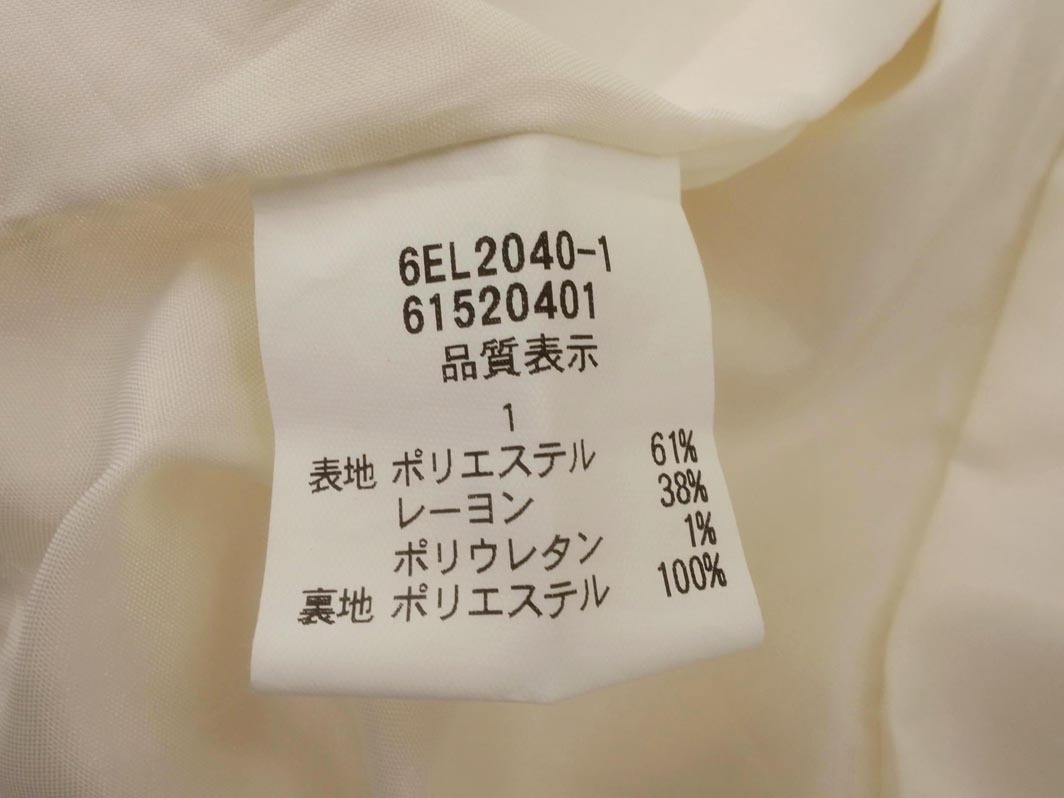 6EL2040-1
61520401
品質表示
1
表地 ポリエステル 61%
レーヨン 38%
ポリウレタン 1%
裏地 ポリエステル 100%